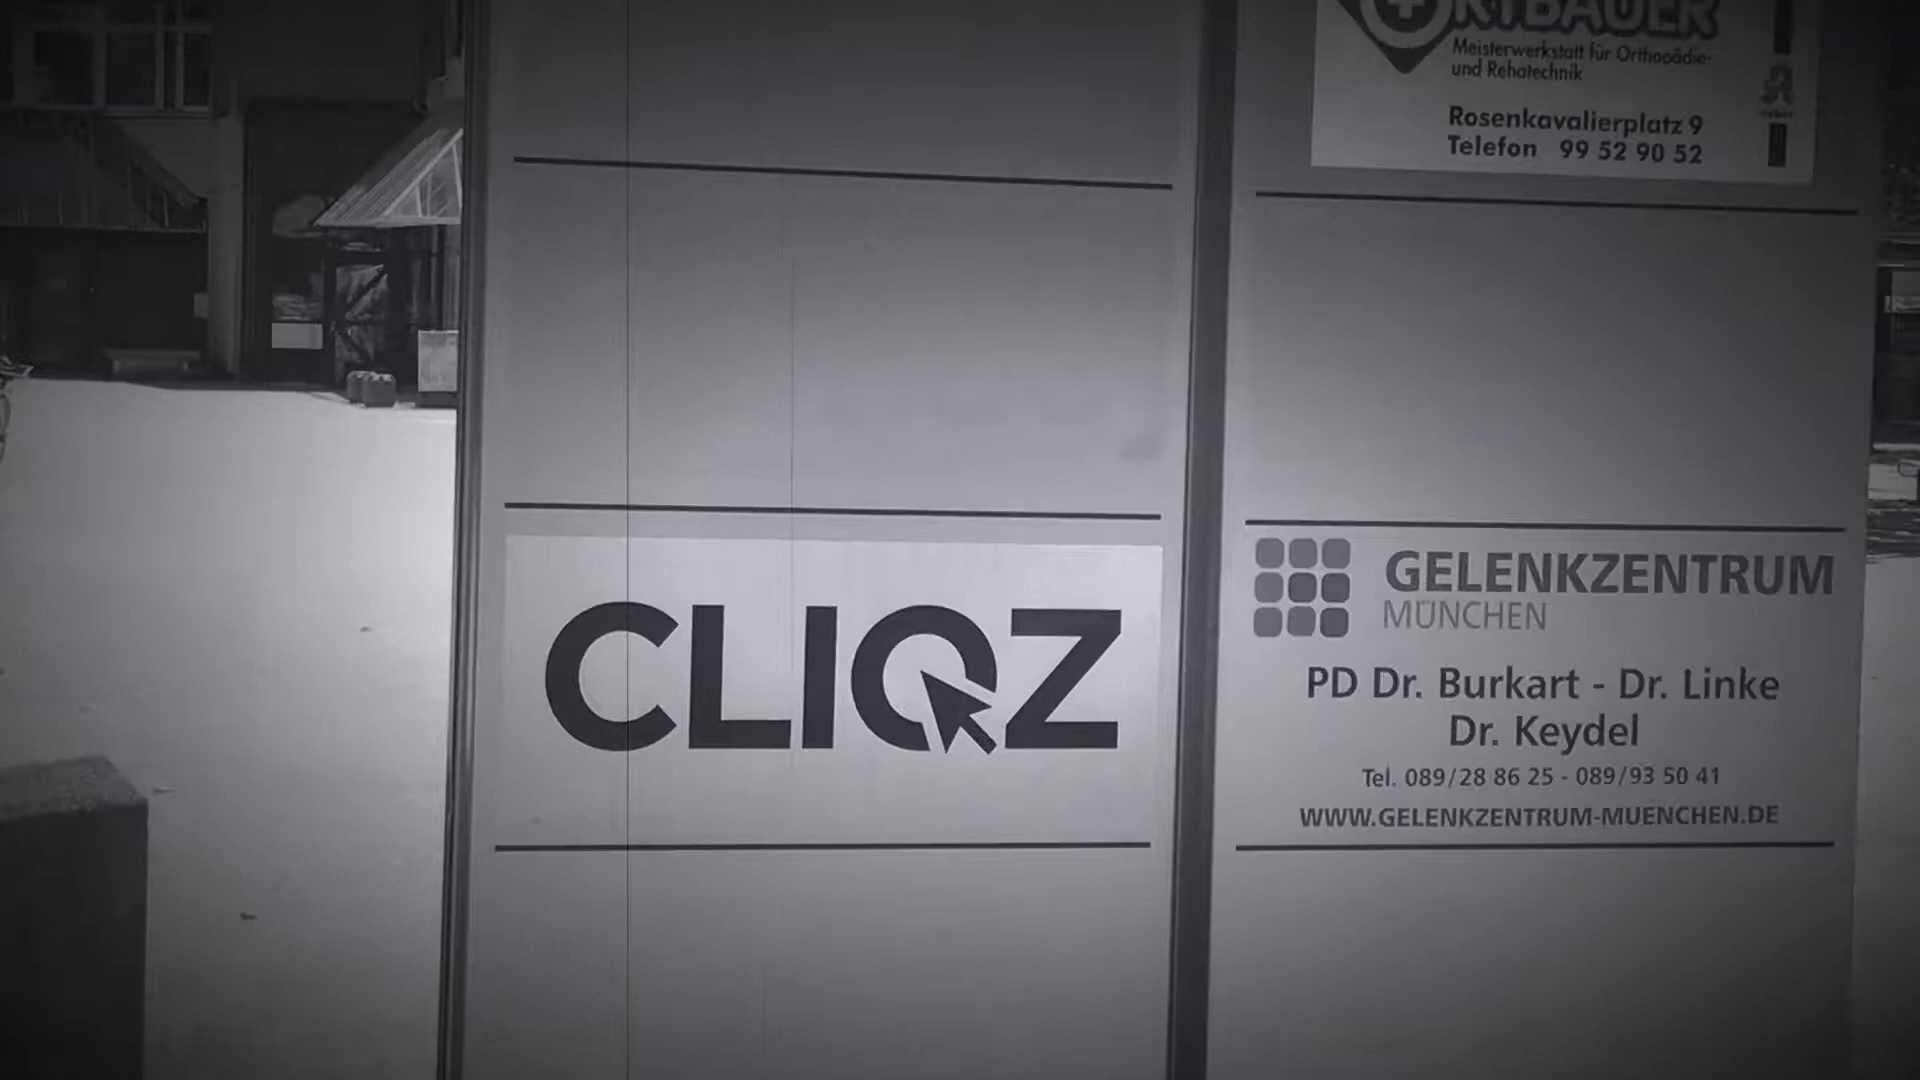 Meisterwerkstatt für Orthopädie-
und Rehatechnik
Rosenkavalierplatz 9
Telefon 99 52 90 52
CLIQZ
GELENKZENTRUM
MÜNCHEN
PD Dr. Burkart - Dr. Linke
Dr. Keydel
Tel. 089/28 86 25 - 089/93 50 41
WWW.GELENKZENTRUM-MUENCHEN.DE